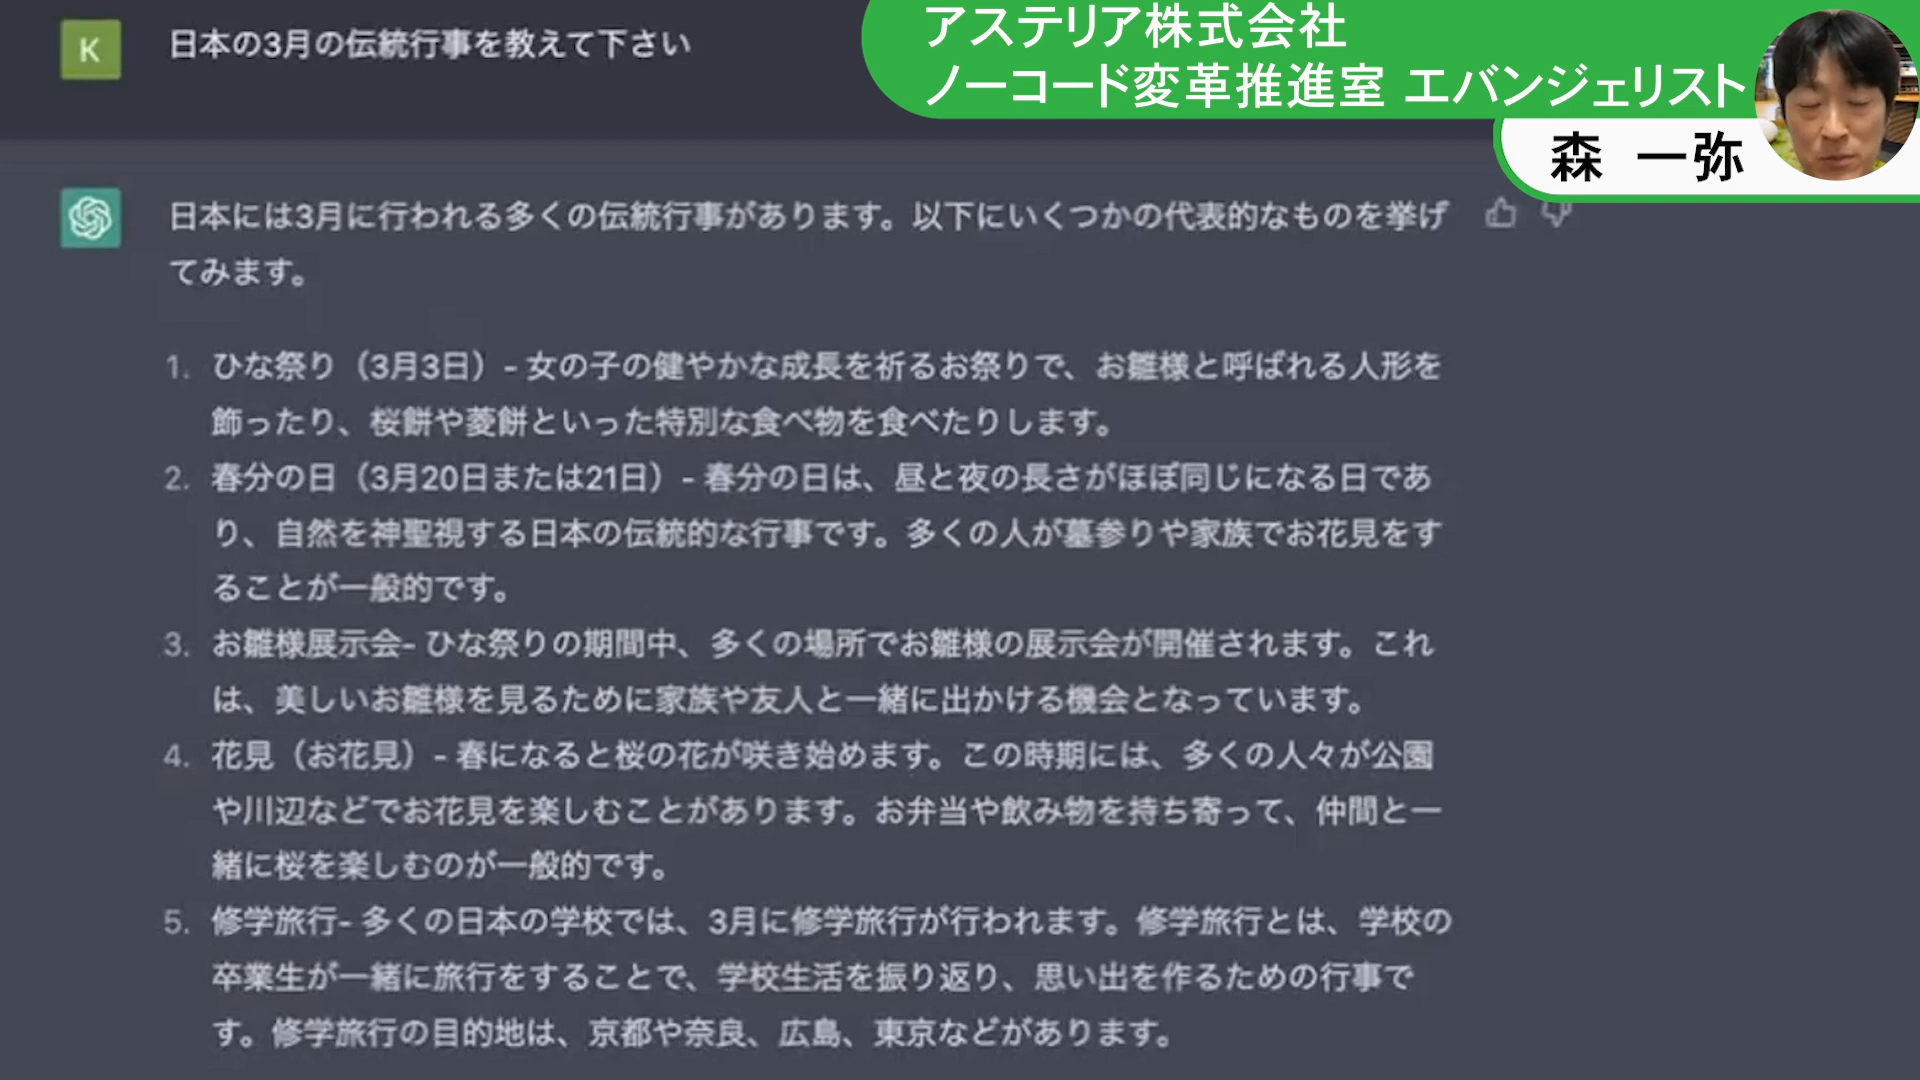 K
日本の3月の伝統行事を教えて下さい
アステリア株式会社
ノーコード変革推進室 エバンジェリスト
森 一弥
日本には3月に行われる多くの伝統行事があります。以下にいくつかの代表的なものを挙げ
てみます。
1. ひな祭り（3月3日）- 女の子の健やかな成長を祈るお祭りで、お雛様と呼ばれる人形を
飾ったり、桜餅や菱餅といった特別な食べ物を食べたりします。
2. 春分の日（3月20日または21日）- 春分の日は、昼と夜の長さがほぼ同じになる日であ
り、自然を神聖視する日本の伝統的な行事です。多くの人が墓参りや家族でお花見をす
ることが一般的です。
3. お雛様展示会- ひな祭りの期間中、多くの場所でお雛様の展示会が開催されます。これ
は、美しいお雛様を見るために家族や友人と一緒に出かける機会となっています。
4. 花見（お花見）- 春になると桜の花が咲き始めます。この時期には、多くの人々が公園
や川辺などでお花見を楽しむことがあります。お弁当や飲み物を持ち寄って、仲間と一
緒に桜を楽しむのが一般的です。
5. 修学旅行- 多くの日本の学校では、3月に修学旅行が行われます。修学旅行とは、学校の
卒業生が一緒に旅行をすることで、学校生活を振り返り、思い出を作るための行事で
す。修学旅行の目的地は、京都や奈良、広島、東京などがあります。